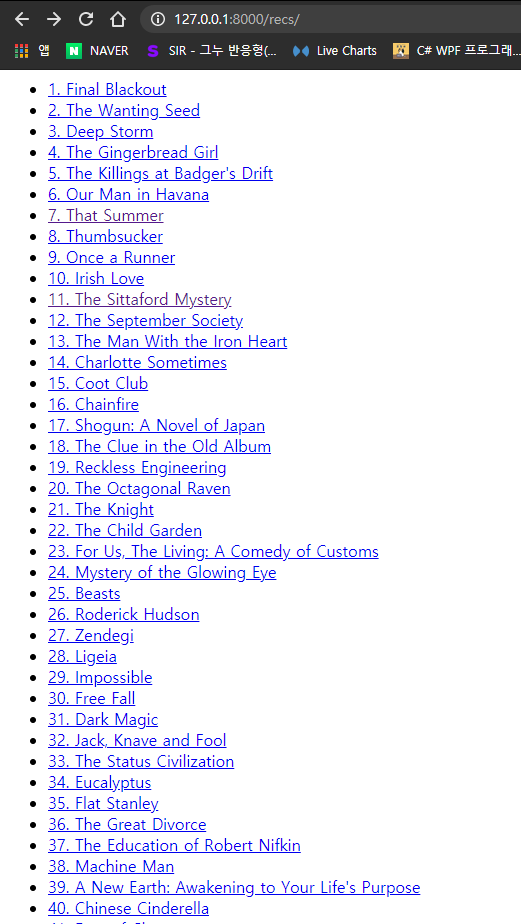 127.0.0.1:8000/recs/
앱 NAVER SIR - 그누 반응형(... Live Charts C# WPF 프로그래...
1. Final Blackout
2. The Wanting Seed
3. Deep Storm
4. The Gingerbread Girl
5. The Killings at Badger's Drift
6. Our Man in Havana
7. That Summer
8. Thumbsucker
9. Once a Runner
10. Irish Love
11. The Sittaford Mystery
12. The September Society
13. The Man With the Iron Heart
14. Charlotte Sometimes
15. Coot Club
16. Chainfire
17. Shogun: A Novel of Japan
18. The Clue in the Old Album
19. Reckless Engineering
20. The Octagonal Raven
21. The Knight
22. The Child Garden
23. For Us, The Living: A Comedy of Customs
24. Mystery of the Glowing Eye
25. Beasts
26. Roderick Hudson
27. Zendegi
28. Ligeia
29. Impossible
30. Free Fall
31. Dark Magic
32. Jack, Knave and Fool
33. The Status Civilization
34. Eucalyptus
35. Flat Stanley
36. The Great Divorce
37. The Education of Robert Nifkin
38. Machine Man
39. A New Earth: Awakening to Your Life's Purpose
40. Chinese Cinderella